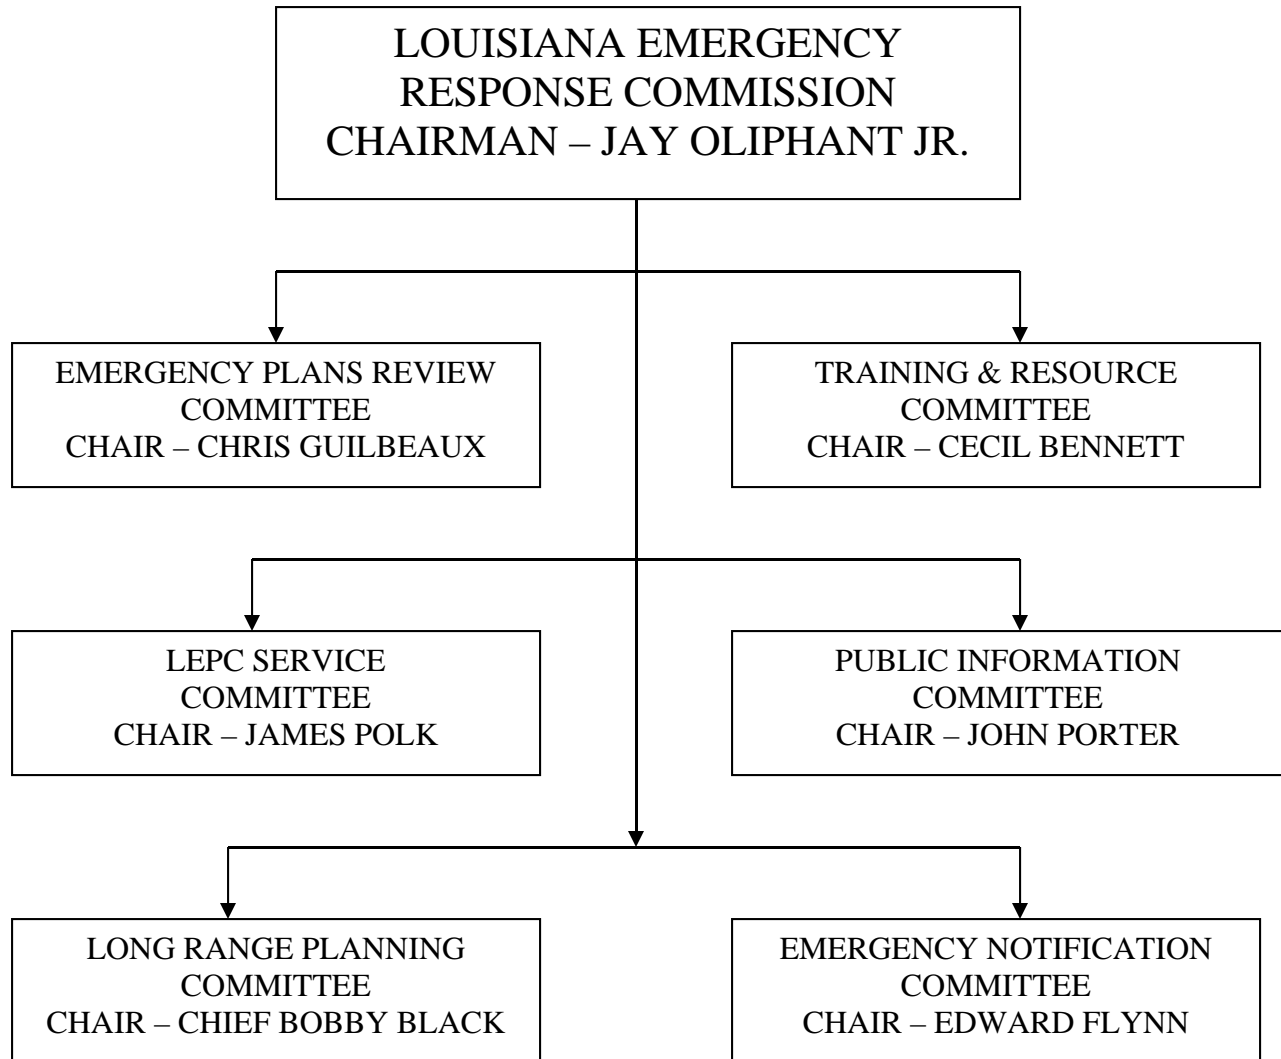 LOUISIANA EMERGENCY
RESPONSE COMMISSION
CHAIRMAN – JAY OLIPHANT JR.
EMERGENCY PLANS REVIEW
COMMITTEE
CHAIR – CHRIS GUILBEAUX
TRAINING & RESOURCE
COMMITTEE
CHAIR – CECIL BENNETT
LEPC SERVICE
COMMITTEE
CHAIR – JAMES POLK
PUBLIC INFORMATION
COMMITTEE
CHAIR – JOHN PORTER
LONG RANGE PLANNING
COMMITTEE
CHAIR – CHIEF BOBBY BLACK
EMERGENCY NOTIFICATION
COMMITTEE
CHAIR – EDWARD FLYNN